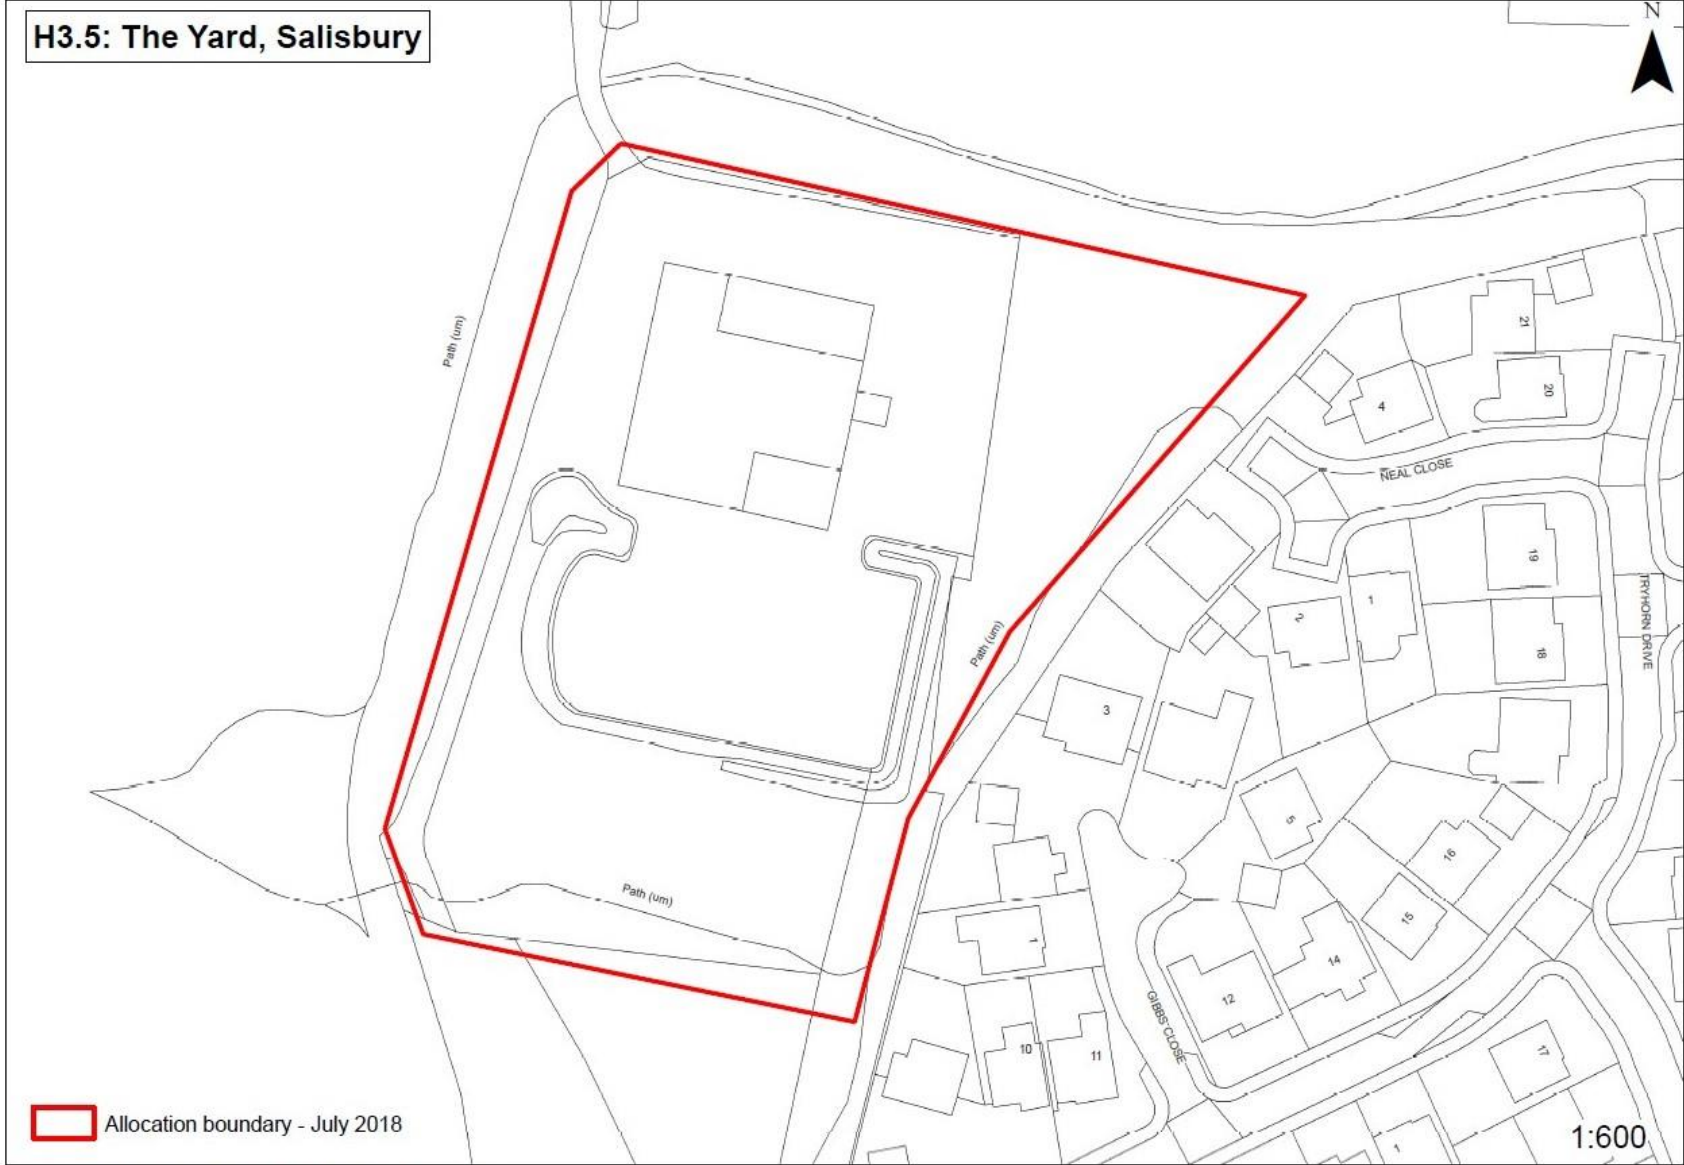 H3.5: The Yard, Salisbury
N
Path (um)
21
20
4
NEAL CLOSE
19
TRYHORN DRIVE
1
2
18
Path (um)
3
5
16
15
Path (um)
1
14
12
GIBBS CLOSE
10
11
17
1
Allocation boundary - July 2018
1:600